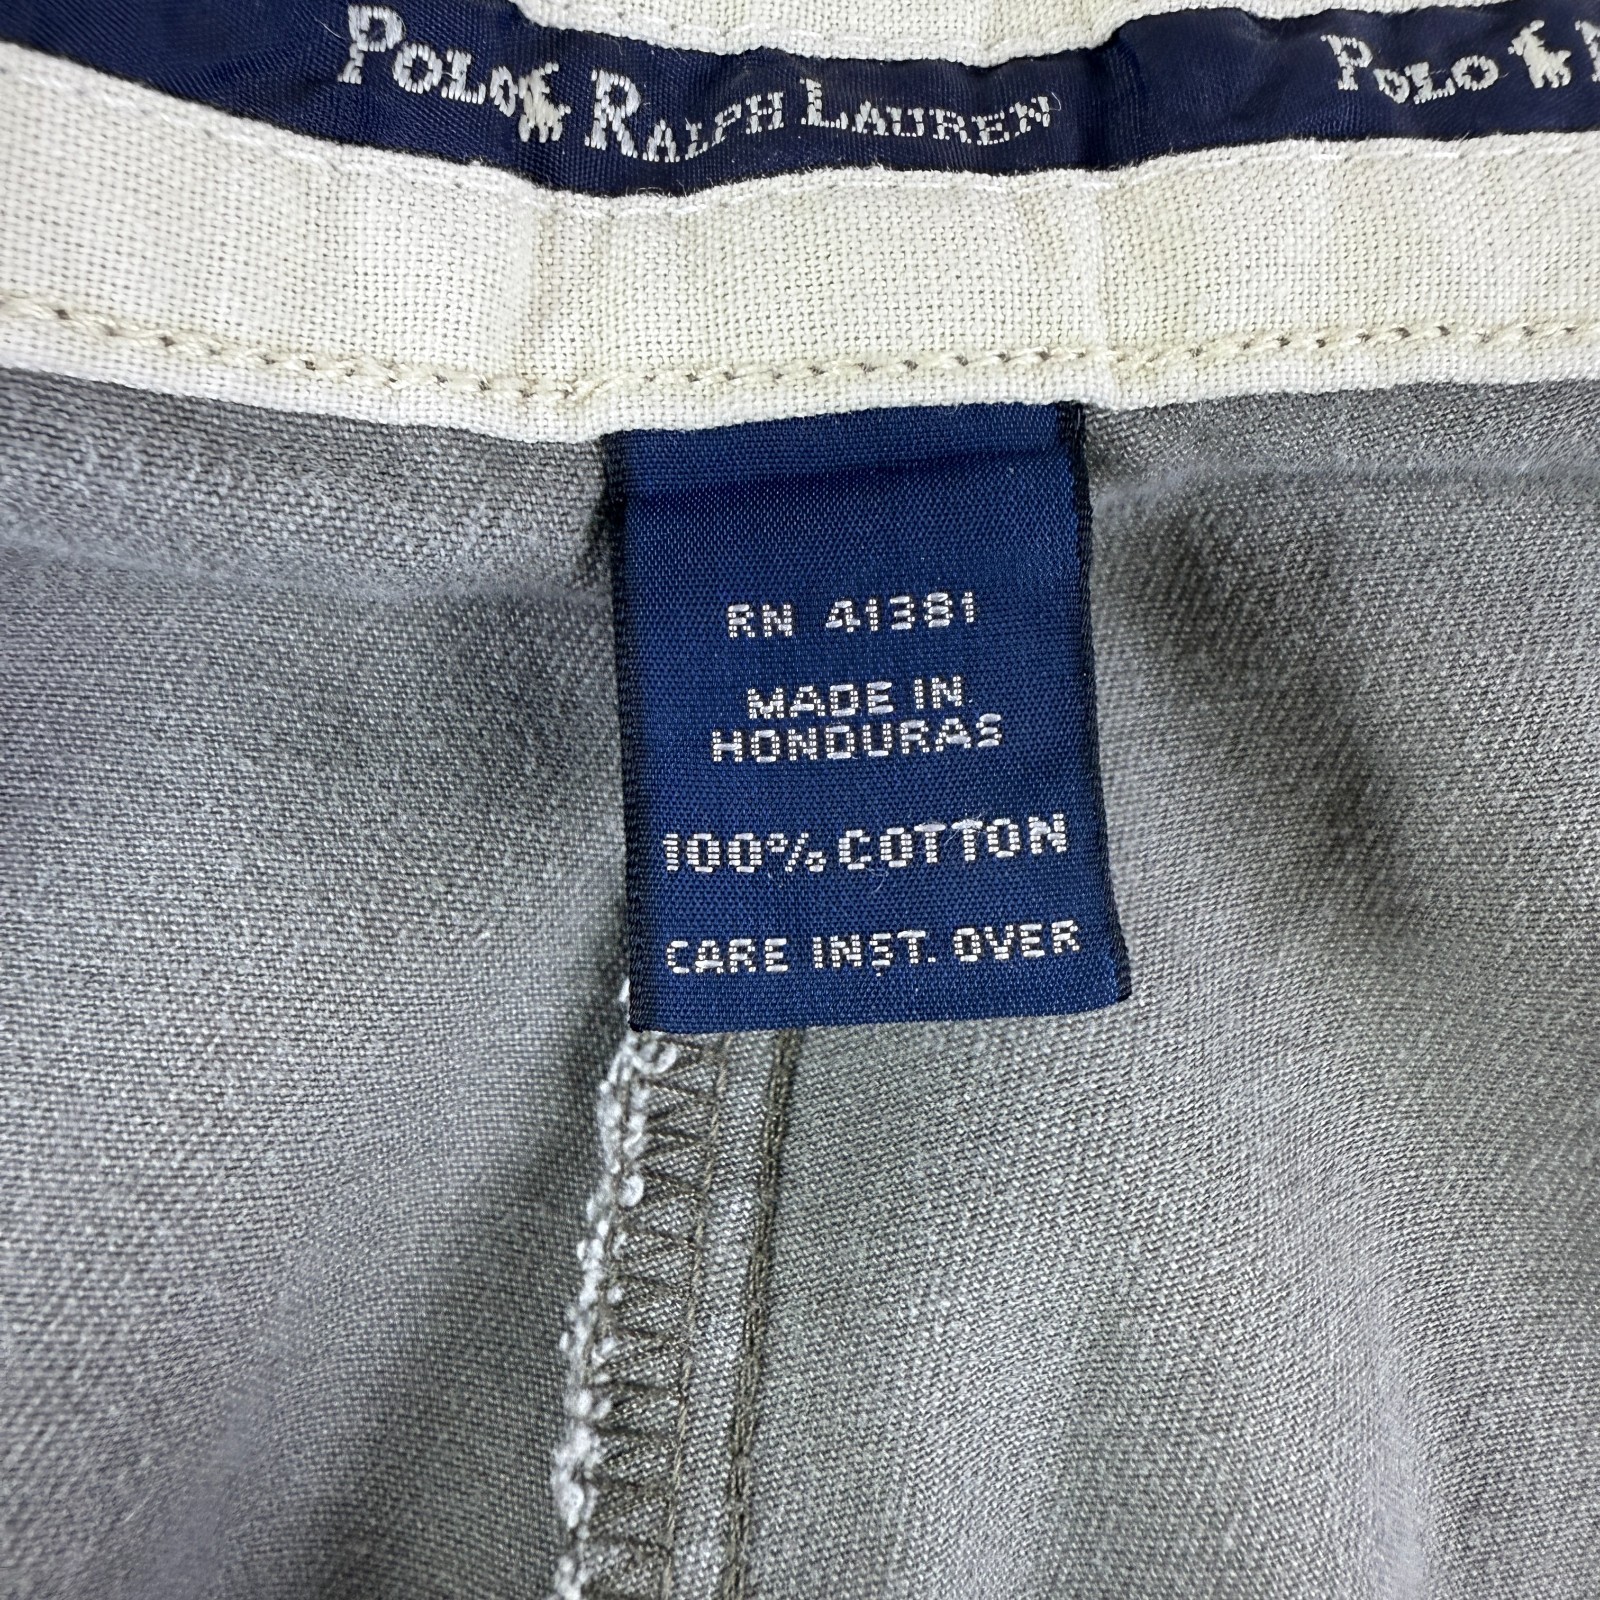 POLO RALPH LAUREN POLO
RN 41381
MADE IN
HONDURAS
100% COTTON
CARE INST. OVER